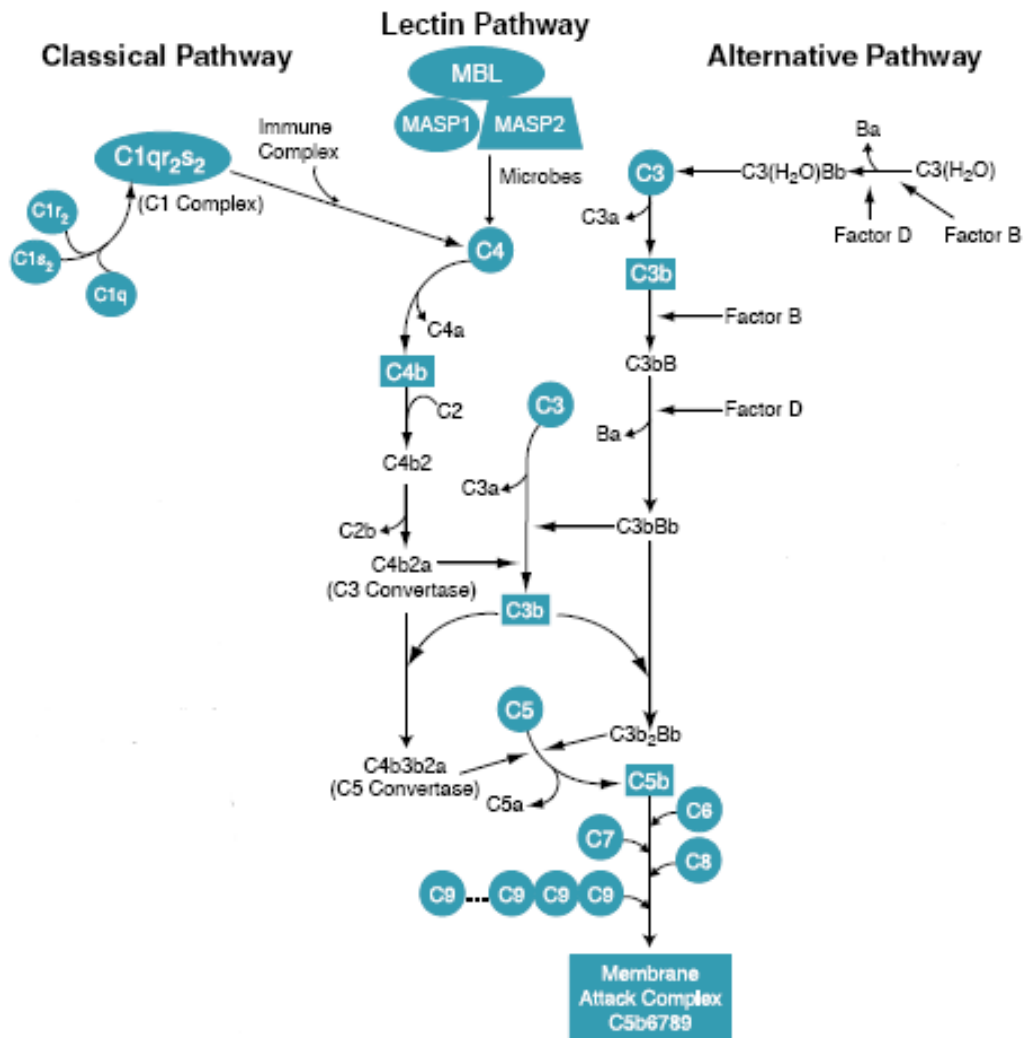 Lectin Pathway
Classical Pathway
Alternative Pathway
MBL
MASP1
MASP2
Immune
Complex
C1qr₂s₂
(C1 Complex)
C1r₂
C1s₂
C1q
Microbes
Ba
C3
C3(H₂O)Bb
C3(H₂O)
C3a
Factor D
Factor B
C4
C3b
C4a
Factor B
C4b
C3bB
C2
C3
Factor D
Ba
C4b2
C3a
C2b
C3bBb
C4b2a
(C3 Convertase)
C3b
C5
C3b₂Bb
C4b3b2a
(C5 Convertase)
C5a
C5b
C6
C7
C8
C9
C9
C9
C9
Membrane
Attack Complex
C5b6789